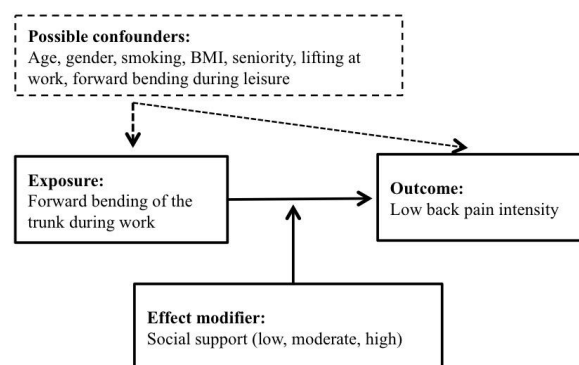 Possible confounders:
Age, gender, smoking, BMI, seniority, lifting at
work, forward bending during leisure
Exposure:
Forward bending of the
trunk during work
Outcome:
Low back pain intensity
Effect modifier:
Social support (low, moderate, high)